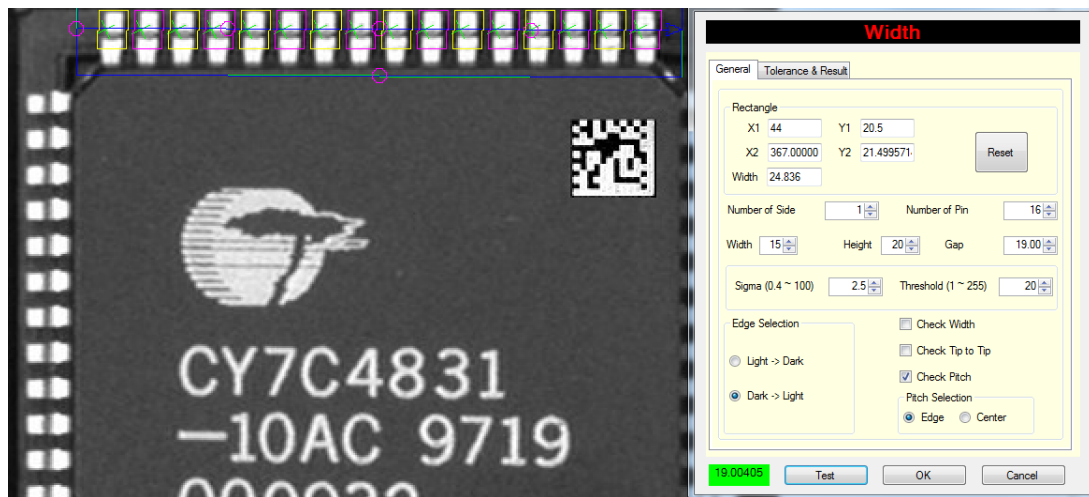 Width
General Tolerance & Result
Rectangle
X1 44 Y1 20.5
X2 367.00000 Y2 21.499571
Width 24.836
Reset
Number of Side 1 Number of Pin 16
Width 15 Height 20 Gap 19.00
Sigma (0.4 ~ 100) 2.5 Threshold (1 ~ 255) 20
Edge Selection
Light -> Dark
Dark -> Light
Check Width
Check Tip to Tip
Check Pitch
Pitch Selection
Edge Center
19.00405 Test OK Cancel
CY7C4831
-10AC 9719